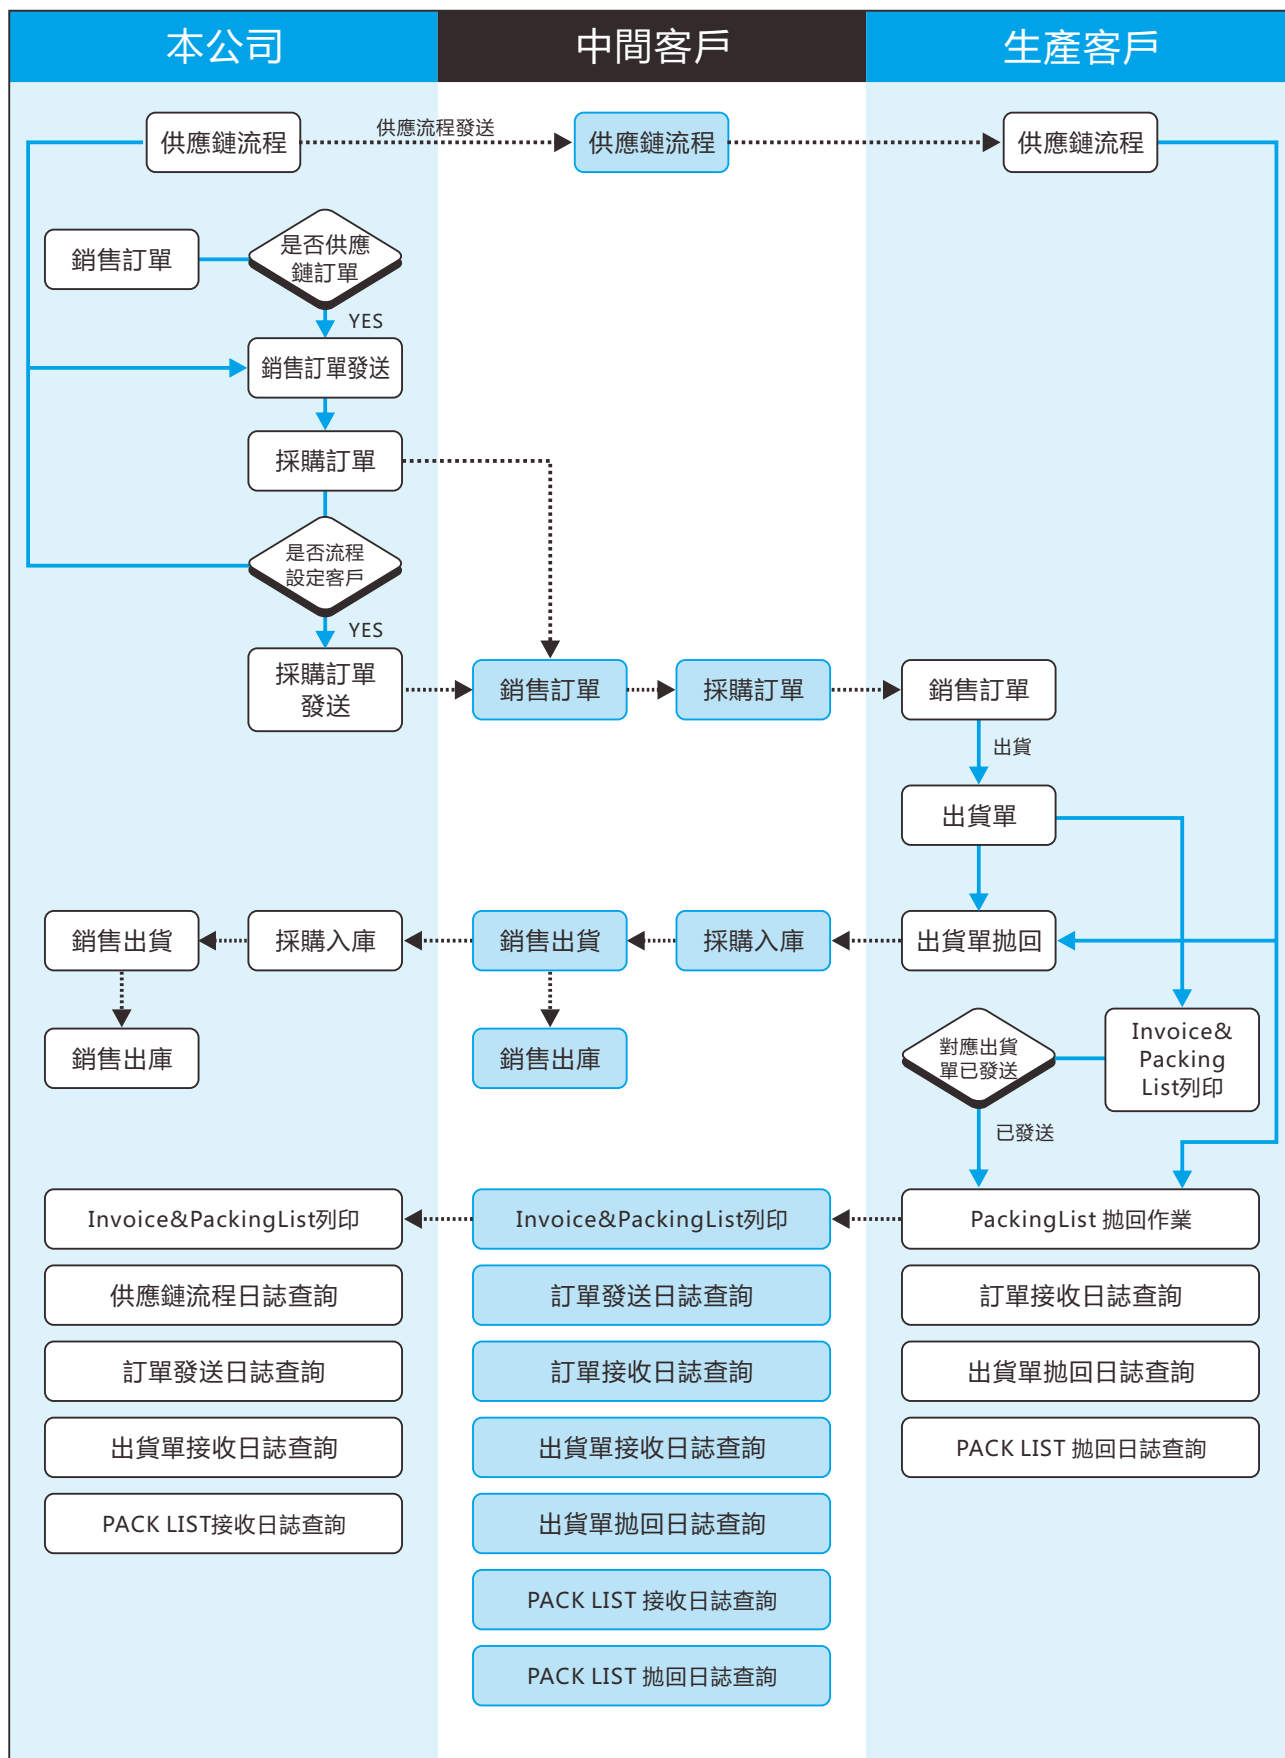 本公司
中間客戶
生產客戶
供應鏈流程
供應流程發送
供應鏈流程
供應鏈流程
銷售訂單
是否供應
鏈訂單
YES
銷售訂單發送
採購訂單
是否流程
設定客戶
YES
採購訂單
發送
銷售訂單
採購訂單
銷售訂單
出貨
出貨單
銷售出貨
採購入庫
銷售出貨
採購入庫
出貨單拋回
銷售出庫
銷售出庫
對應出貨
單已發送
Invoice&
Packing
List列印
已發送
Invoice&PackingList列印
Invoice&PackingList列印
PackingList 拋回作業
供應鏈流程日誌查詢
訂單發送日誌查詢
訂單接收日誌查詢
訂單發送日誌查詢
訂單接收日誌查詢
出貨單拋回日誌查詢
出貨單接收日誌查詢
出貨單接收日誌查詢
PACK LIST 拋回日誌查詢
PACK LIST接收日誌查詢
出貨單拋回日誌查詢
PACK LIST 接收日誌查詢
PACK LIST 拋回日誌查詢